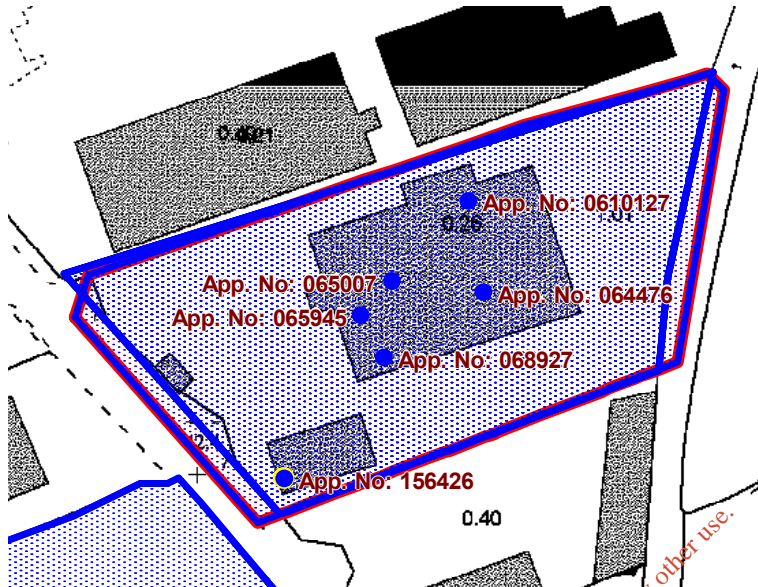 App. No: 0610127
0.26
App. No: 065007
App. No: 064476
App. No: 065945
App. No: 068927
App. No: 156426
0.40
other use.